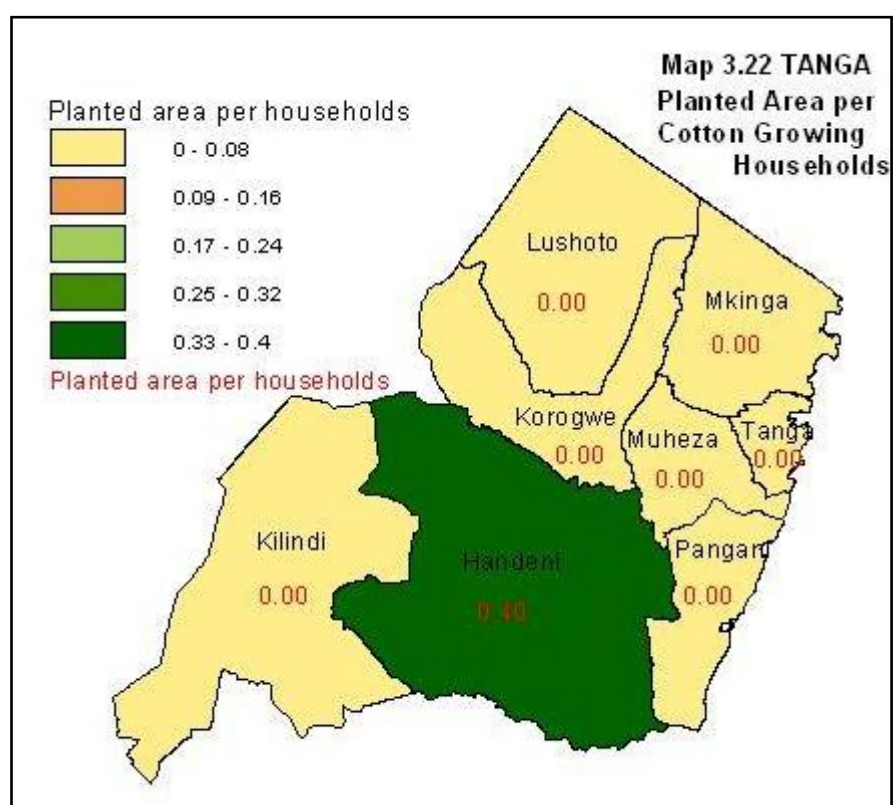 Map 3.22 TANGA
Planted Area per
Cotton Growing
Households
Planted area per households
0 - 0.08
0.09 - 0.16
0.17 - 0.24
0.25 - 0.32
0.33 - 0.4
Planted area per households
Lushoto
0.00
Mkinga
0.00
Korogwe
0.00
Muheza
0.00
Tanga
0.00
Kilindi
0.00
Handeni
0.40
Pangani
0.00